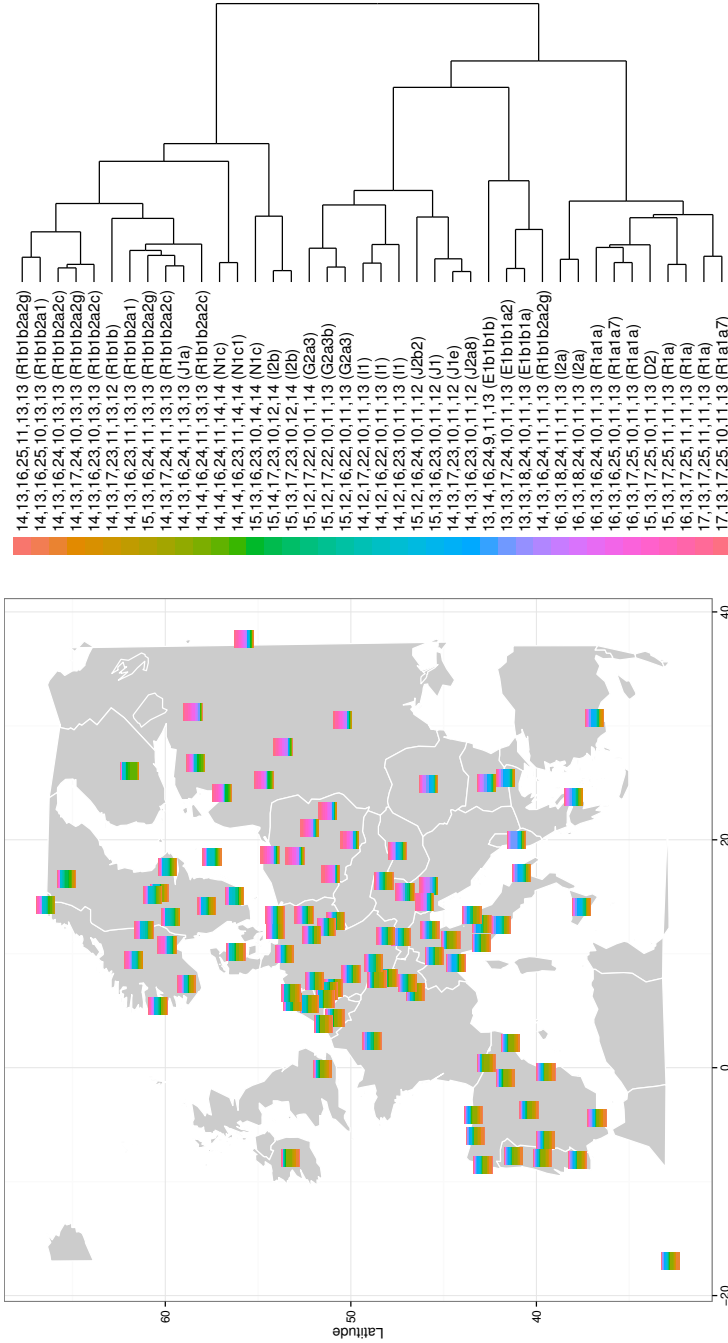 14,13,16,25,11,13,13 (R1b1b2a2g)
14,13,16,25,10,13,13 (R1b1b2a1)
14,13,16,24,10,13,13 (R1b1b2a2c)
14,13,17,24,10,13,13 (R1b1b2a2g)
14,13,16,23,10,13,13 (R1b1b2a2c)
14,13,17,23,11,13,12 (R1b1b)
14,13,16,23,11,13,13 (R1b1b2a1)
15,13,16,24,11,13,13 (R1b1b2a2g)
14,13,17,24,11,13,13 (R1b1b2a2c)
14,13,16,24,11,13,13 (J1a)
14,14,16,24,11,13,13 (R1b1b2a2c)
14,14,16,24,11,14,14 (N1c)
14,14,16,23,11,14,14 (N1c1)
15,13,16,23,10,14,14 (N1c)
15,14,17,23,10,12,14 (I2b)
15,13,17,23,10,12,14 (I2b)
15,12,17,22,10,11,14 (G2a3)
15,12,17,22,10,11,13 (G2a3b)
15,12,16,22,10,11,13 (G2a3)
14,12,17,22,10,11,13 (I1)
14,12,16,22,10,11,13 (I1)
14,12,16,23,10,11,13 (I1)
15,12,16,24,10,11,12 (J2b2)
15,13,16,23,10,11,12 (J1)
14,13,17,23,10,11,12 (J1e)
14,13,16,23,10,11,12 (J2a8)
13,14,16,24,9,11,13 (E1b1b1b)
13,13,17,24,10,11,13 (E1b1b1a2)
13,13,18,24,10,11,13 (E1b1b1a)
14,13,16,24,10,11,13 (R1b1b2a2g)
16,13,18,24,11,11,13 (I2a)
16,13,18,24,10,11,13 (I2a)
16,13,16,24,10,11,13 (R1a1a)
16,13,16,25,10,11,13 (R1a1a7)
16,13,17,25,10,11,13 (R1a1a)
15,13,17,25,10,11,13 (D2)
15,13,16,25,11,11,13 (R1a)
16,13,17,25,11,11,13 (R1a)
17,13,17,25,11,11,13 (R1a)
17,13,17,25,10,11,13 (R1a1a7)
60
50
40
Latitude
−20
0
20
40